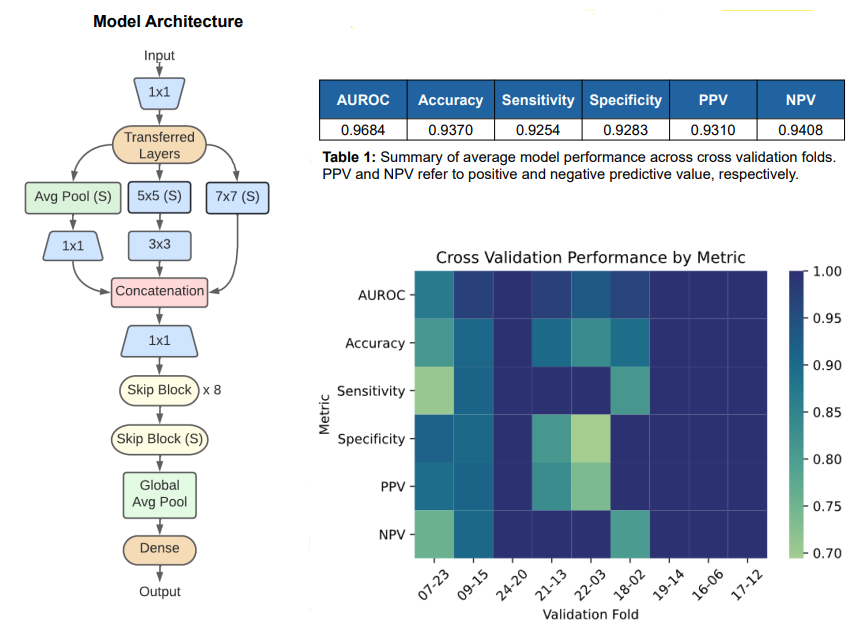 Model Architecture
Input
1x1
Transferred
Layers
Avg Pool (S)
5x5 (S)
7x7 (S)
1x1
3x3
Concatenation
1x1
Skip Block x 8
Skip Block (S)
Global
Avg Pool
Dense
Output
AUROC Accuracy Sensitivity Specificity PPV NPV
0.9684 0.9370 0.9254 0.9283 0.9310 0.9408
Table 1: Summary of average model performance across cross validation folds.
PPV and NPV refer to positive and negative predictive value, respectively.
Cross Validation Performance by Metric
Metric
AUROC
Accuracy
Sensitivity
Specificity
PPV
NPV
07-23 09-15 24-20 21-13 22-03 18-02 19-14 16-06 17-12
Validation Fold
1.00
0.95
0.90
0.85
0.80
0.75
0.70